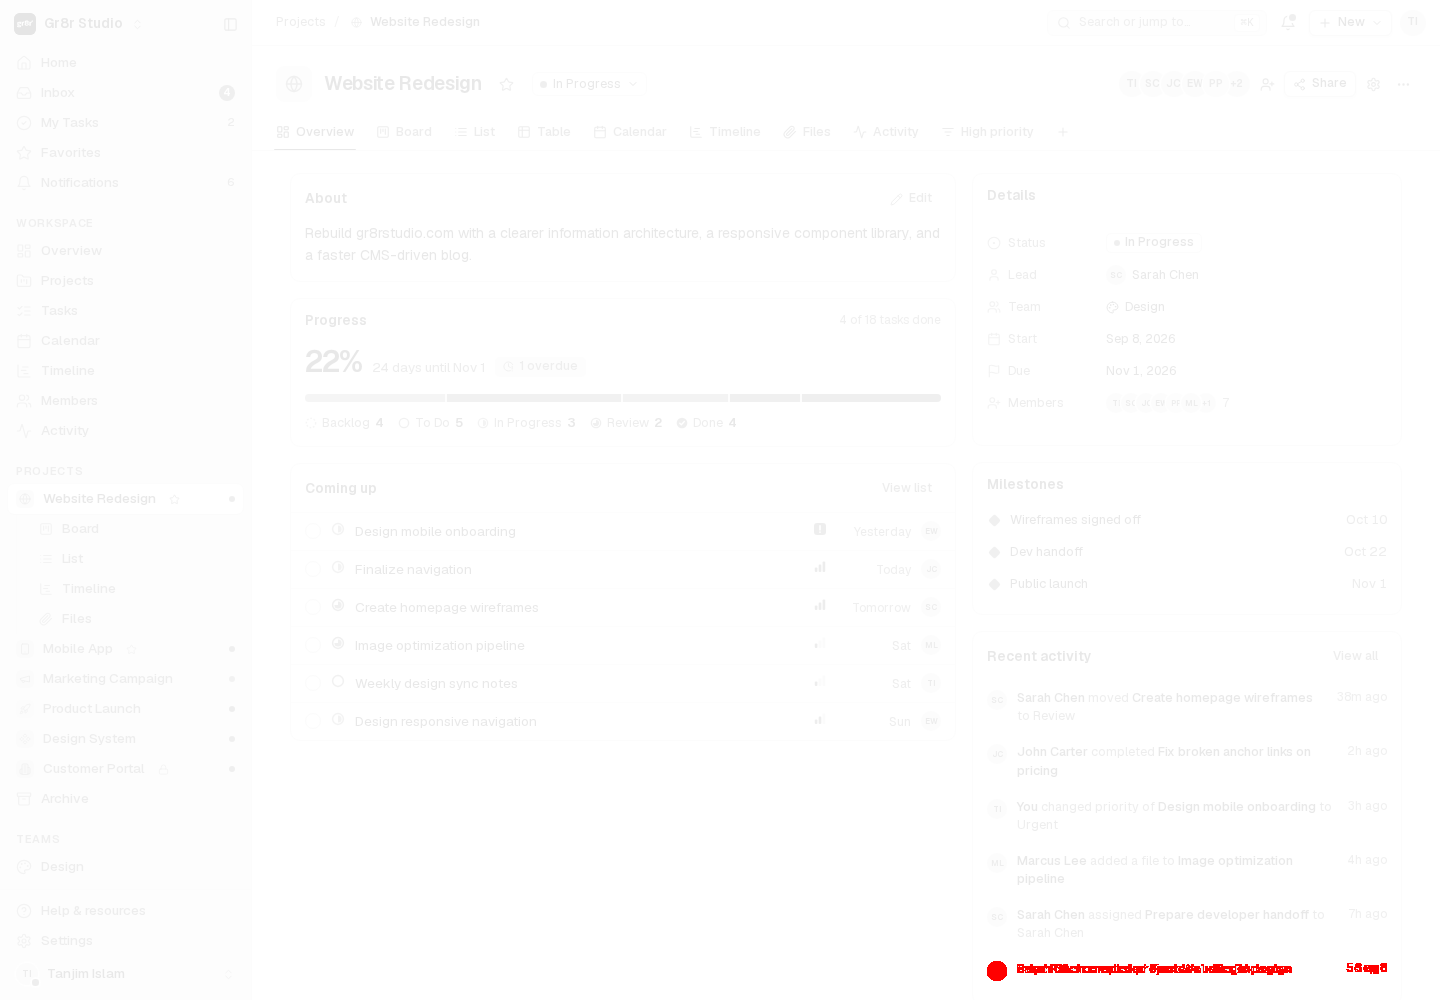 Gr8r Studio
Projects / Website Redesign
Search or jump to... ⌘K
New
TI
Home
Inbox 4
My Tasks 2
Favorites
Notifications 6
WORKSPACE
Overview
Projects
Tasks
Calendar
Timeline
Members
Activity
PROJECTS
Website Redesign
Board
List
Timeline
Files
Mobile App
Marketing Campaign
Product Launch
Design System
Customer Portal
Archive
TEAMS
Design
Help & resources
Settings
TI Tanjim Islam
Website Redesign
In Progress
TI SC JC EW PP +2
Share
Overview Board List Table Calendar Timeline Files Activity High priority
About
Edit
Rebuild gr8rstudio.com with a clearer information architecture, a responsive component library, and
a faster CMS-driven blog.
Progress
4 of 18 tasks done
22% 24 days until Nov 1 1 overdue
Backlog 4 To Do 5 In Progress 3 Review 2 Done 4
Coming up
View list
Design mobile onboarding Yesterday EW
Finalize navigation Today JC
Create homepage wireframes Tomorrow SC
Image optimization pipeline Sat ML
Weekly design sync notes Sat TI
Design responsive navigation Sun EW
Details
Status In Progress
Lead SC Sarah Chen
Team Design
Start Sep 8, 2026
Due Nov 1, 2026
Members 7
Milestones
Wireframes signed off Oct 10
Dev handoff Oct 22
Public launch Nov 1
Recent activity
View all
SC Sarah Chen moved Create homepage wireframes 38m ago
to Review
JC John Carter completed Fix broken anchor links on 2h ago
pricing
TI You changed priority of Design mobile onboarding to 3h ago
Urgent
ML Marcus Lee added a file to Image optimization 4h ago
pipeline
SC Sarah Chen assigned Prepare developer handoff to 7h ago
Sarah Chen